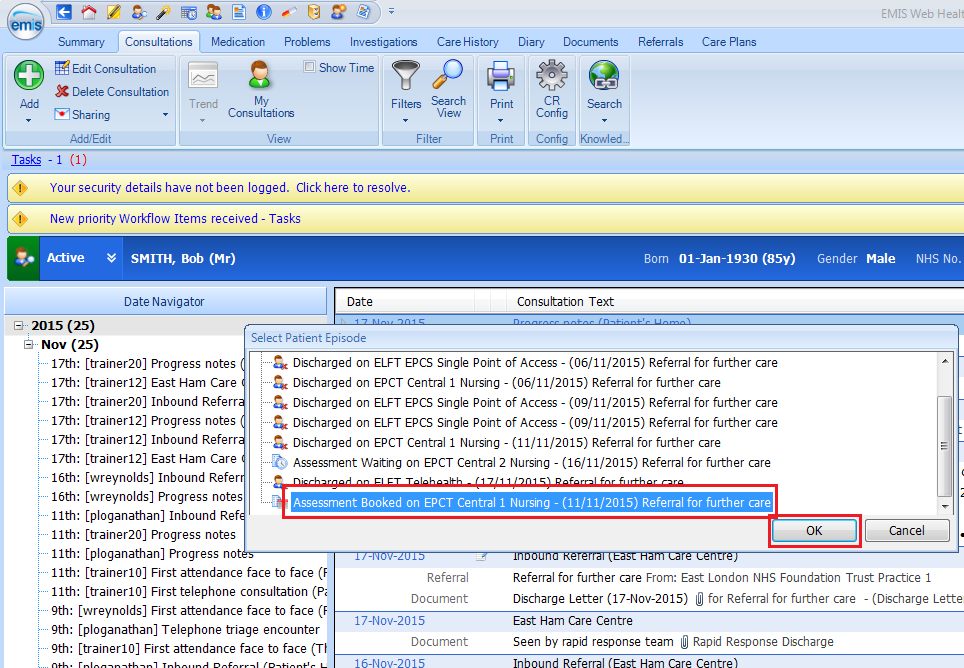 EMIS Web Health
emis
Summary Consultations Medication Problems Investigations Care History Diary Documents Referrals Care Plans
Add
Edit Consultation
Delete Consultation
Sharing
Add/Edit
Trend
My Consultations
Show Time
View
Filters
Search View
Filter
Print
Print
CR Config
Config
Search
Knowled...
Tasks - 1 (1)
Your security details have not been logged. Click here to resolve.
New priority Workflow Items received - Tasks
Active SMITH, Bob (Mr) Born 01-Jan-1930 (85y) Gender Male NHS No.
Date Navigator
2015 (25)
Nov (25)
17th: [trainer20] Progress notes (
17th: [trainer12] East Ham Care C
17th: [trainer20] Inbound Referra
17th: [trainer12] Progress notes (
17th: [trainer12] Inbound Referra
17th: [trainer12] East Ham Care C
16th: [wreynolds] Inbound Referr
16th: [wreynolds] Progress notes
11th: [ploganathan] Inbound Refe
11th: [trainer20] Progress notes
11th: [ploganathan] Progress notes
11th: [trainer10] First attendance face to face (F
11th: [trainer10] First telephone consultation (Pa
9th: [wreynolds] First attendance face to face (F
9th: [ploganathan] Telephone triage encounter
9th: [trainer10] First attendance face to face (Th
9th: [ploganathan] Inbound Referral (Patient's H
Date Consultation Text
17-Nov-2015 Progress notes (Patient's Home)
Select Patient Episode
Discharged on ELFT EPCS Single Point of Access - (06/11/2015) Referral for further care
Discharged on EPCT Central 1 Nursing - (06/11/2015) Referral for further care
Discharged on ELFT EPCS Single Point of Access - (09/11/2015) Referral for further care
Discharged on ELFT EPCS Single Point of Access - (09/11/2015) Referral for further care
Discharged on EPCT Central 1 Nursing - (11/11/2015) Referral for further care
Assessment Waiting on EPCT Central 2 Nursing - (16/11/2015) Referral for further care
Discharged on ELFT Telehealth - (17/11/2015) Referral for further care
Assessment Booked on EPCT Central 1 Nursing - (11/11/2015) Referral for further care
OK Cancel
17-Nov-2015 Inbound Referral (East Ham Care Centre)
Referral Referral for further care From: East London NHS Foundation Trust Practice 1
Document Discharge Letter (17-Nov-2015) for Referral for further care - (Discharge Lette
17-Nov-2015 East Ham Care Centre
Document Seen by rapid response team Rapid Response Discharge
16-Nov-2015 Inbound Referral (East Ham Care Centre)